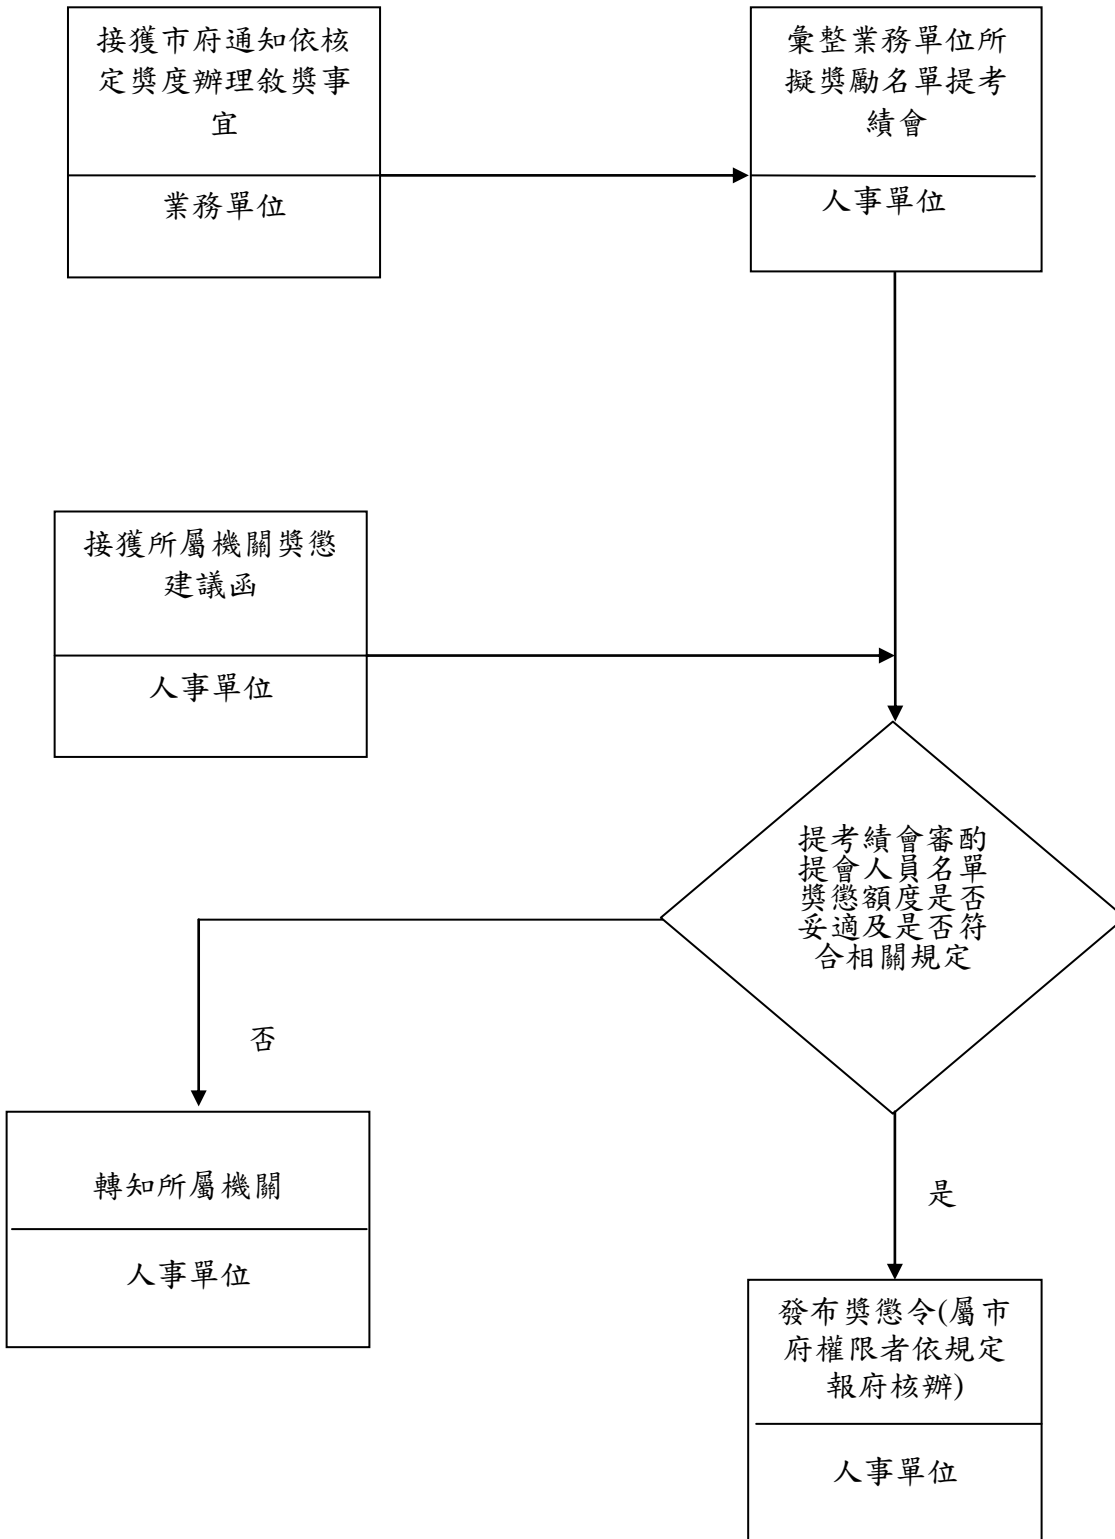 接獲市府通知依核
定獎度辦理敘獎事
宜
業務單位
彙整業務單位所
擬獎勵名單提考
績會
人事單位
接獲所屬機關獎懲
建議函
人事單位
提考績會審酌
提會人員名單
獎懲額度是否
妥適及是否符
合相關規定
否
轉知所屬機關
人事單位
是
發布獎懲令(屬市
府權限者依規定
報府核辦)
人事單位